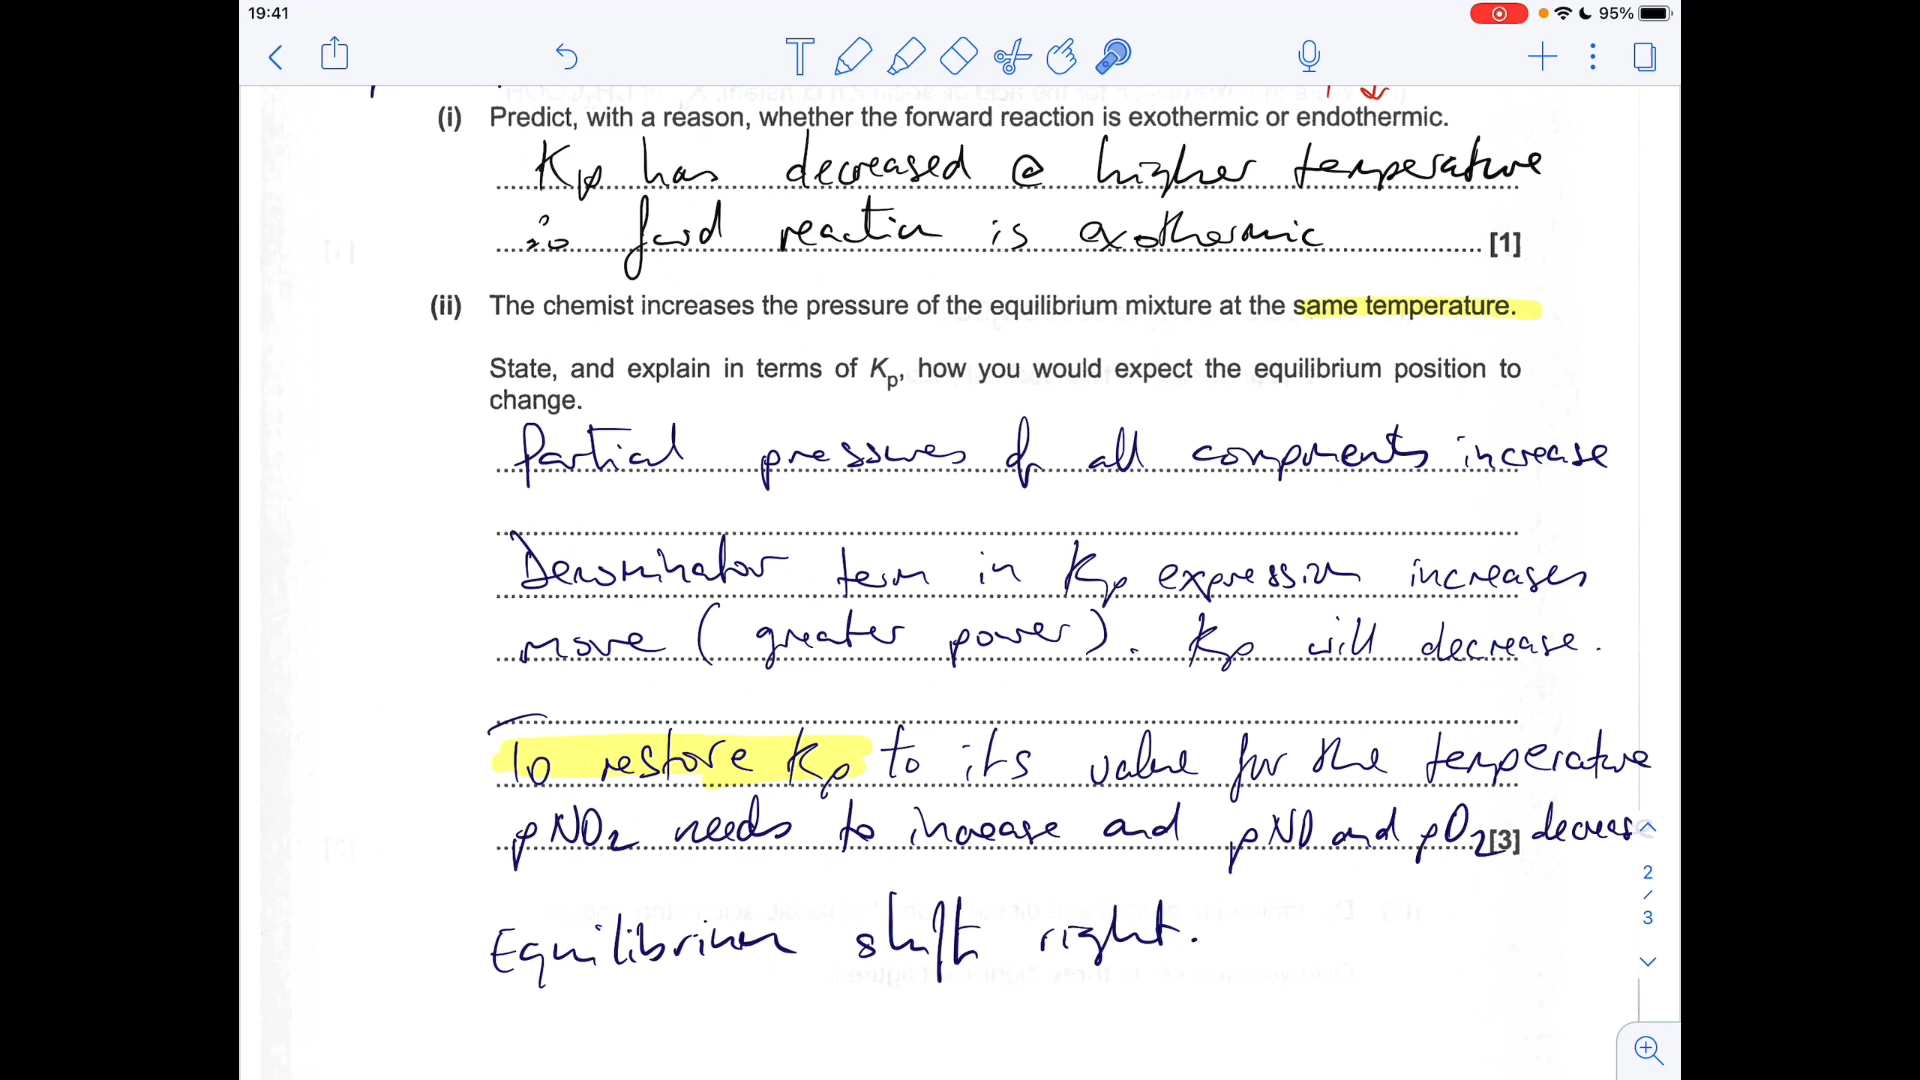 19:41
95%
(i) Predict, with a reason, whether the forward reaction is exothermic or endothermic.
Kp has decreased @ higher temperature
so fwd reaction is exothermic [1]
(ii) The chemist increases the pressure of the equilibrium mixture at the same temperature.
State, and explain in terms of Kp, how you would expect the equilibrium position to
change.
Partial pressures of all components increase
Denominator term in Kp expression increases
more (greater power). Kp will decrease.
To restore Kp to its value for the temperature
pNO2 needs to increase and pNO and pO2 [3] decrease
Equilibrium shift right.
2
/
3